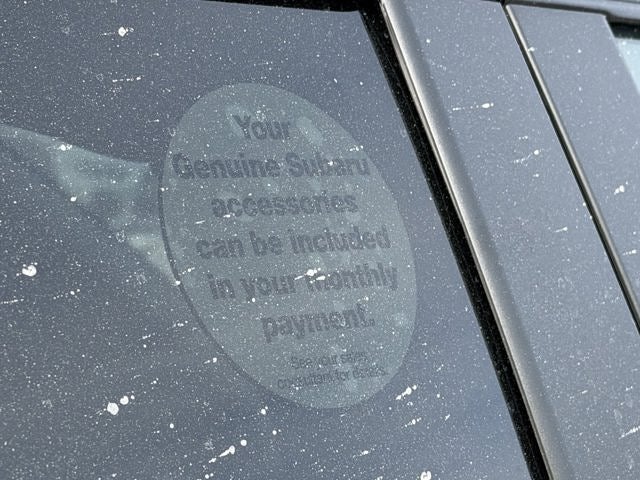 Your
Genuine Subaru
accessories
can be included
in your monthly
payment.
See your sales
consultant for details.